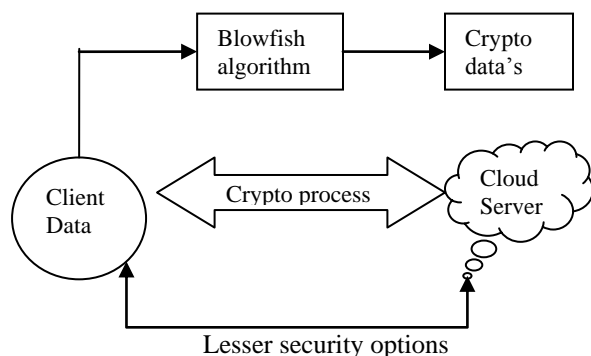 Blowfish
algorithm
Crypto
data's
Client
Data
Crypto process
Cloud
Server
Lesser security options